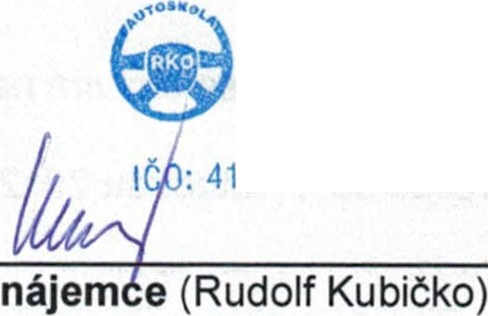 AUTOSKOLA
RKO
IČO: 41
nájemce (Rudolf Kubičko)